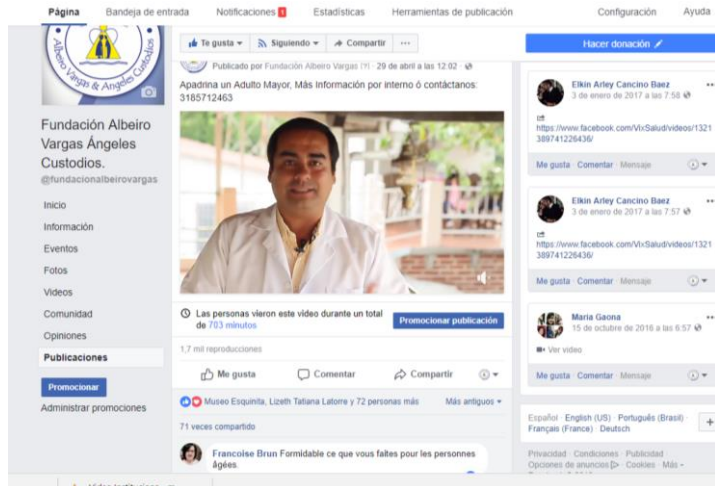 Página Bandeja de entrada Notificaciones 8 Estadísticas Herramientas de publicación Configuración Ayuda
Albeiro Vargas & Angeles Custodios
Fundación Albeiro
Vargas Ángeles
Custodios.
@fundacionalbeirovargas
Inicio
Información
Eventos
Fotos
Videos
Comunidad
Opiniones
Publicaciones
Promocionar
Administrar promociones
Te gusta Siguiendo Compartir ...
Publicado por Fundación Albeiro Vargas [?] · 29 de abril a las 12:02 ·
Apadrina un Adulto Mayor, Más Información por interno ó contáctanos:
3185712463
Las personas vieron este video durante un total
de 703 minutos
Promocionar publicación
1,7 mil reproducciones
Me gusta Comentar Compartir
Museo Esquinita, Lizeth Tatiana Latorre y 72 personas más Más antiguos
71 veces compartido
Francoise Brun Formidable ce que vous faites pour les personnes
âgées.
Hacer donación
Elkin Arley Cancino Baez
3 de enero de 2017 a las 7:58
https://www.facebook.com/VixSalud/videos/1321
389741226436/
Me gusta · Comentar · Mensaje
Elkin Arley Cancino Baez
3 de enero de 2017 a las 7:57
https://www.facebook.com/VixSalud/videos/1321
389741226436/
Me gusta · Comentar · Mensaje
Maria Gaona
15 de octubre de 2016 a las 6:57
Ver video
Me gusta · Comentar · Mensaje
Español · English (US) · Português (Brasil) ·
Français (France) · Deutsch
Privacidad · Condiciones · Publicidad ·
Opciones de anuncios · Cookies · Más